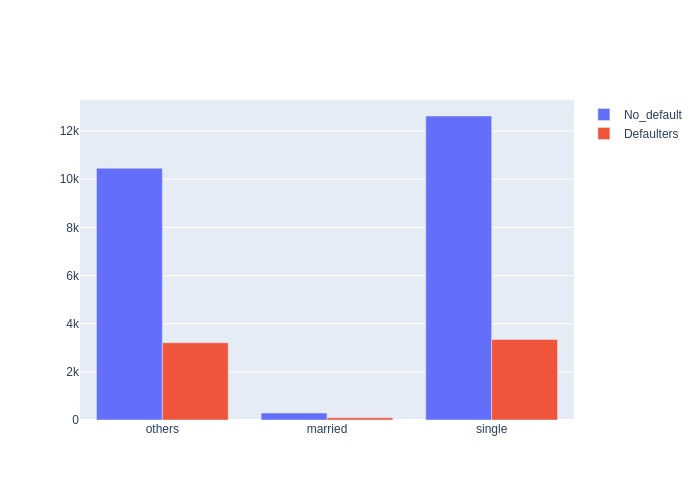 12k
10k
8k
6k
4k
2k
0
others married single
No_default
Defaulters